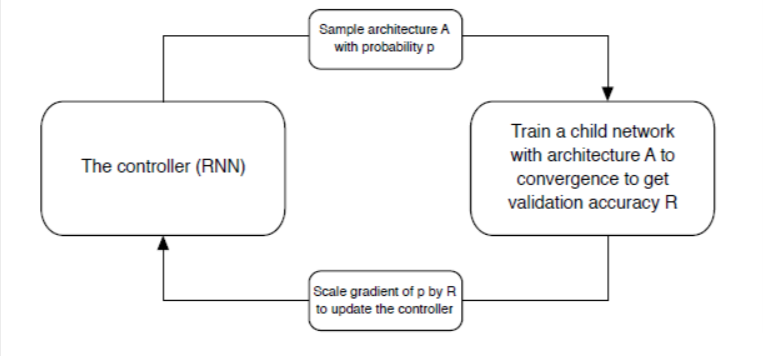 Sample architecture A
with probability p
The controller (RNN)
Train a child network
with architecture A to
convergence to get
validation accuracy R
Scale gradient of p by R
to update the controller